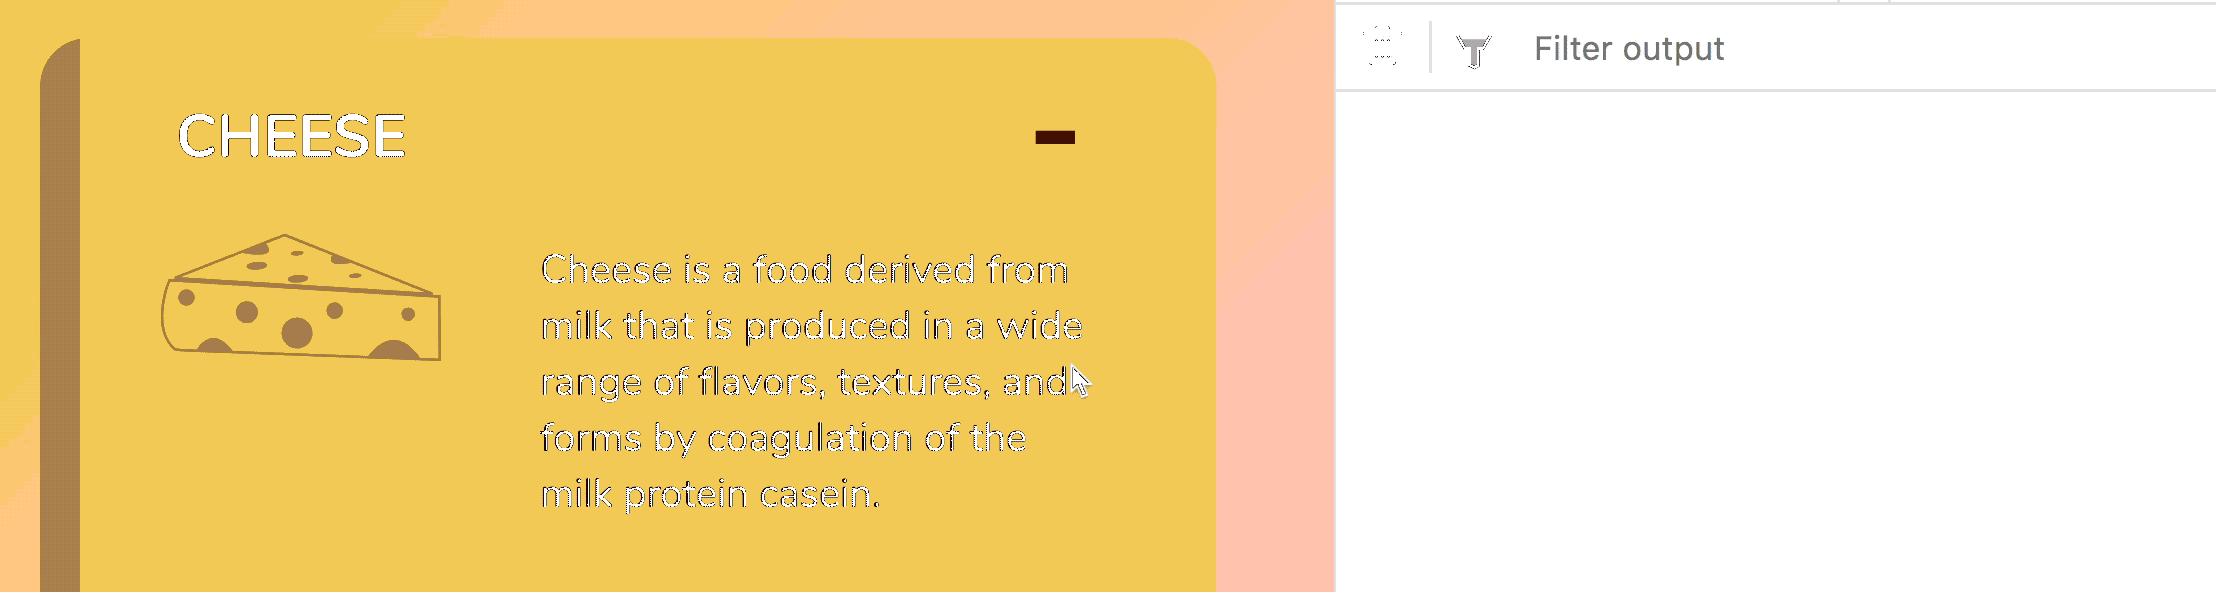 Filter output
CHEESE
Cheese is a food derived from
milk that is produced in a wide
range of flavors, textures, and
forms by coagulation of the
milk protein casein.